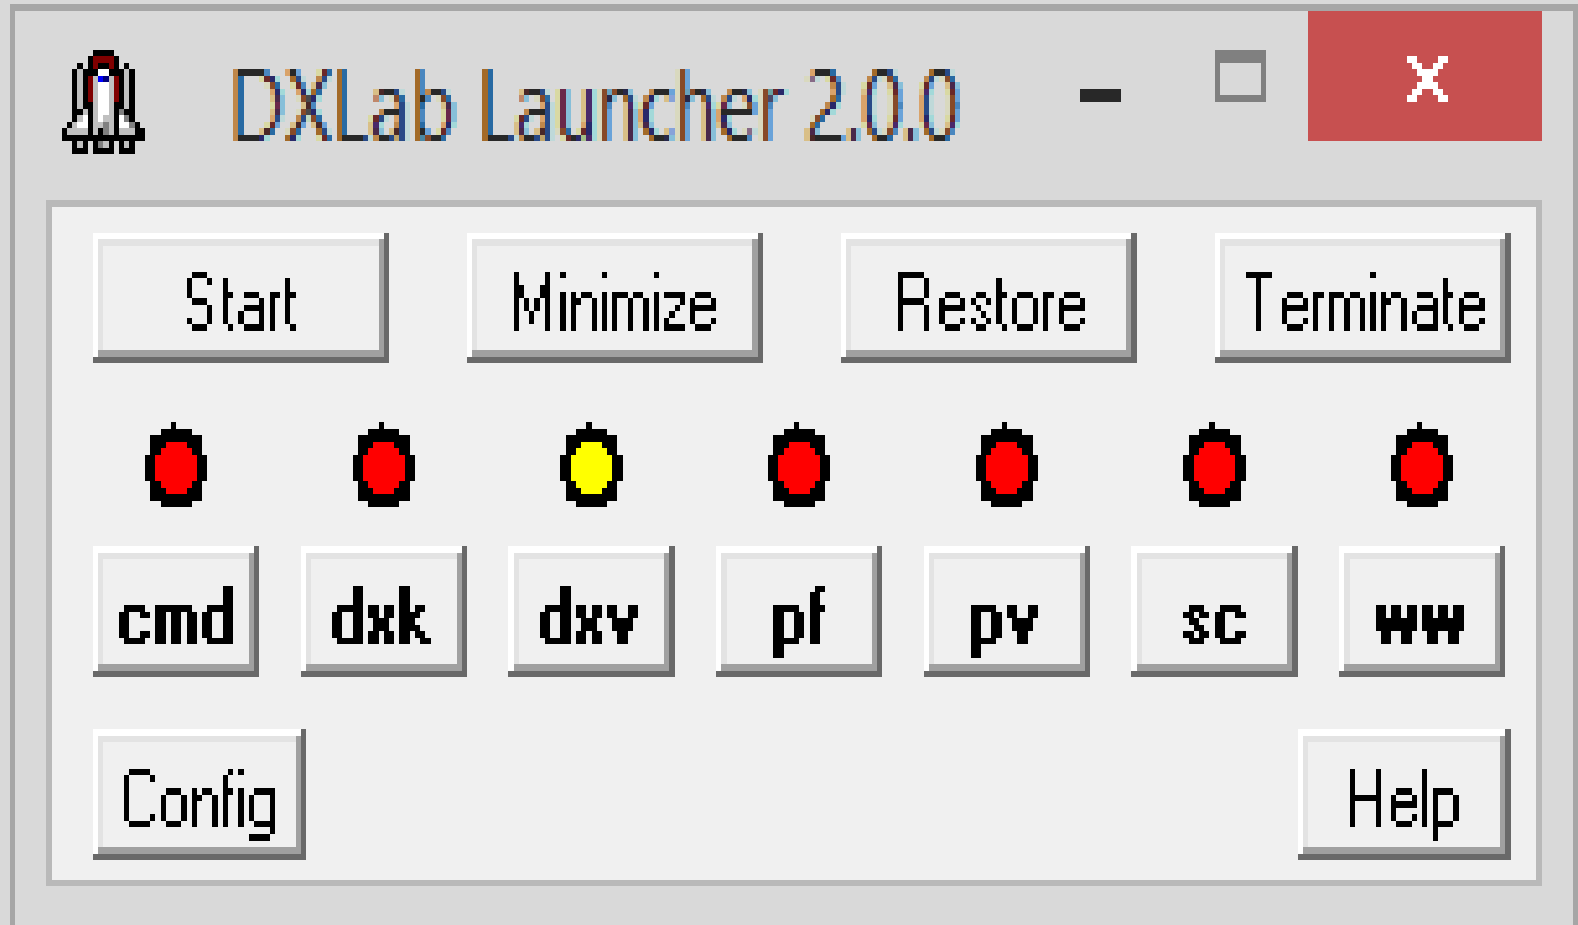 DXLab Launcher 2.0.0
Start Minimize Restore Terminate
cmd dxk dxv pf pv sc ww
Config Help